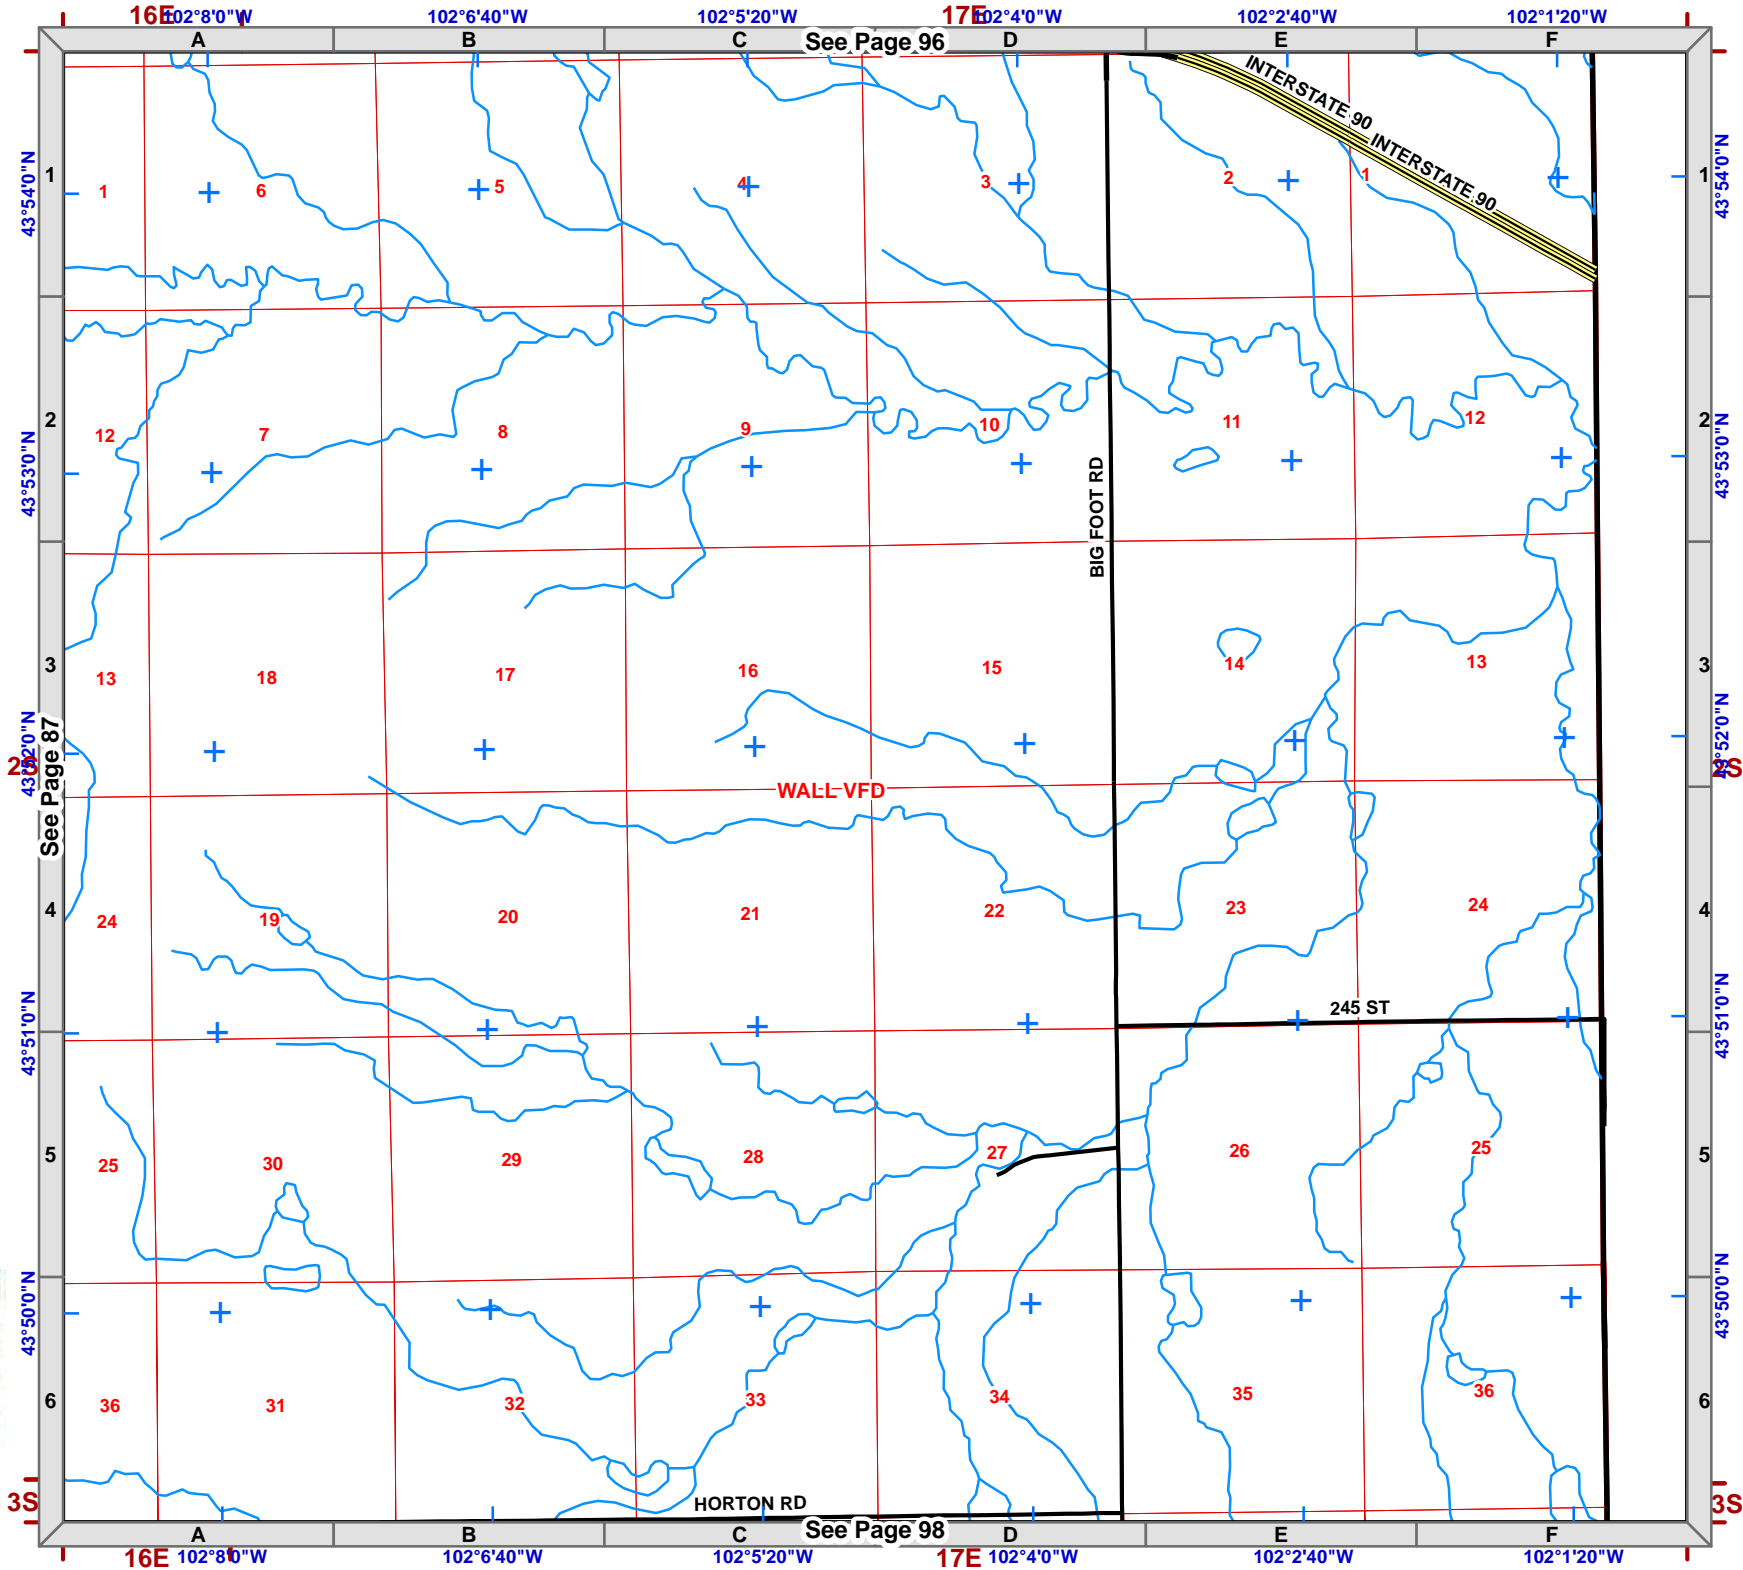 16E 102°8'0"W 102°6'40"W 102°5'20"W 17E 102°4'0"W 102°2'40"W 102°1'20"W
A B C See Page 96 D E F
INTERSTATE 90
INTERSTATE 90
1 43°54'0"N 1 6 5 4 3 2 1 1 43°54'0"N
2 43°53'0"N 12 7 8 9 10 11 12 2 43°53'0"N
BIG FOOT RD
3 13 18 17 16 15 14 13 3
2S 43°52'0"N See Page 87 2S 43°52'0"N
WALL VFD
4 24 19 20 21 22 23 24 4
43°51'0"N 245 ST 43°51'0"N
5 25 30 29 28 27 26 25 5
43°50'0"N 43°50'0"N
6 36 31 32 33 34 35 36 6
3S HORTON RD 3S
A B C See Page 98 D E F
16E 102°8'0"W 102°6'40"W 102°5'20"W 17E 102°4'0"W 102°2'40"W 102°1'20"W